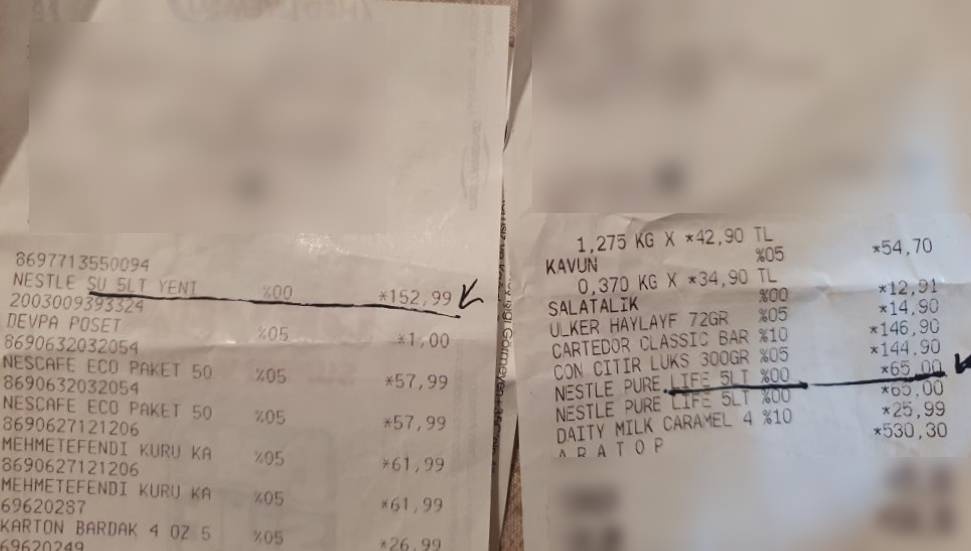 8697713550094
NESTLE SU 5LT YENI %00 *152,99
2003009393324
DEVPA POSET %05 *1,00
8690632032054
NESCAFE ECO PAKET 50 %05 *57,99
8690632032054
NESCAFE ECO PAKET 50 %05 *57,99
8690627121206
MEHMETEFENDI KURU KA %05 *61,99
8690627121206
MEHMETEFENDI KURU KA %05 *61,99
69620287
KARTON BARDAK 4 OZ 5 %05 *26,99
69620249
1,275 KG X *42,90 TL
KAVUN %05 *54,70
0,370 KG X *34,90 TL
SALATALIK %00 *12,91
ULKER HAYLAYF 72GR %05 *14,90
CARTEDOR CLASSIC BAR %10 *146,90
CON CITIR LUKS 300GR %05 *144,90
NESTLE PURE LIFE 5LT %00 *65,00
NESTLE PURE LIFE 5LT %00 *65,00
DAITY MILK CARAMEL 4 %10 *25,99
A R A T O P *530,30